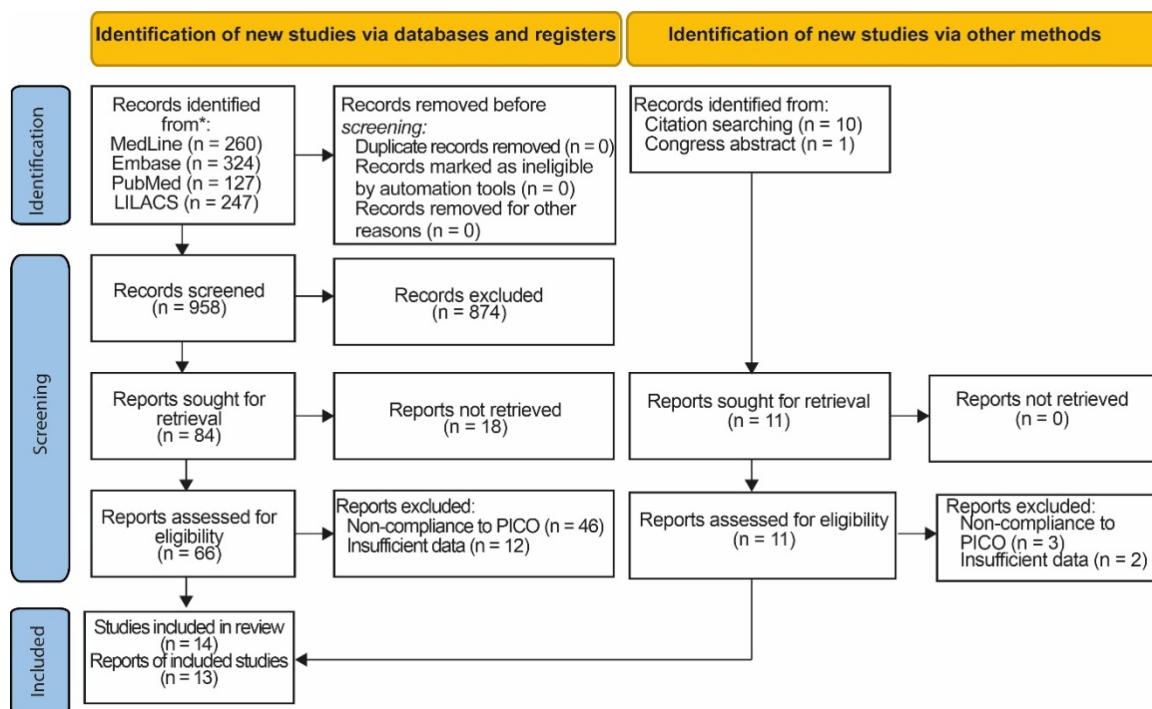 Identification of new studies via databases and registers
Identification of new studies via other methods
Identification
Records identified
from*:
MedLine (n = 260)
Embase (n = 324)
PubMed (n = 127)
LILACS (n = 247)
Records removed before
screening:
Duplicate records removed (n = 0)
Records marked as ineligible
by automation tools (n = 0)
Records removed for other
reasons (n = 0)
Records identified from:
Citation searching (n = 10)
Congress abstract (n = 1)
Screening
Records screened
(n = 958)
Records excluded
(n = 874)
Reports sought for
retrieval
(n = 84)
Reports not retrieved
(n = 18)
Reports sought for retrieval
(n = 11)
Reports not retrieved
(n = 0)
Reports assessed for
eligibility
(n = 66)
Reports excluded:
Non-compliance to PICO (n = 46)
Insufficient data (n = 12)
Reports assessed for eligibility
(n = 11)
Reports excluded:
Non-compliance to
PICO (n = 3)
Insufficient data (n = 2)
Included
Studies included in review
(n = 14)
Reports of included studies
(n = 13)